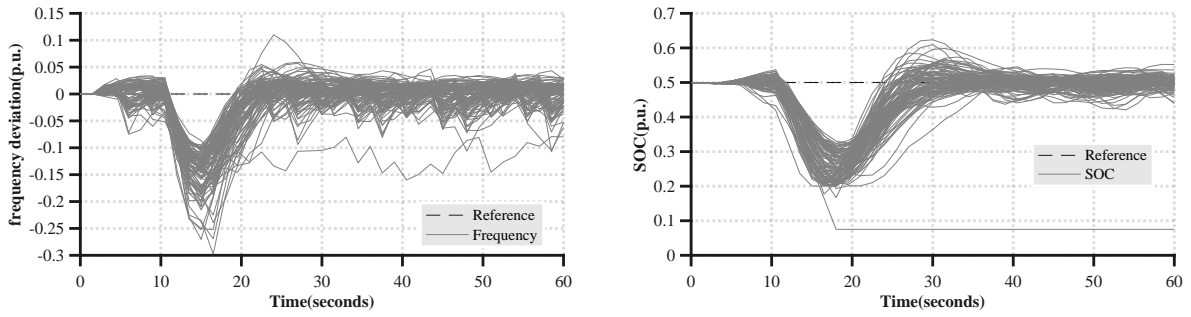 0.15
0.1
0.05
0
-0.05
-0.1
-0.15
-0.2
-0.25
-0.3
frequency deviation(p.u.)
Reference
Frequency
0 10 20 30 40 50 60
Time(seconds)
0.7
0.6
0.5
0.4
0.3
0.2
0.1
0
SOC(p.u.)
Reference
SOC
0 10 20 30 40 50 60
Time(seconds)